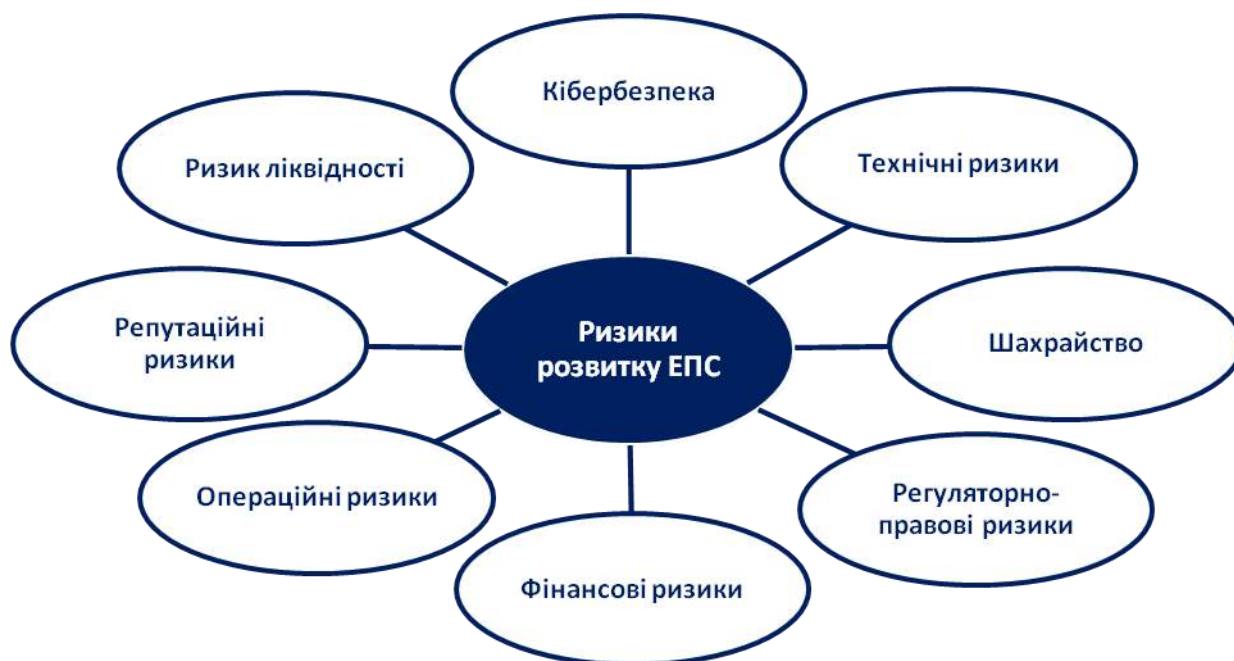 Кібербезпека
Ризик ліквідності
Технічні ризики
Репутаційні
ризики
Ризики
розвитку ЕПС
Шахрайство
Операційні ризики
Регуляторно-
правові ризики
Фінансові ризики